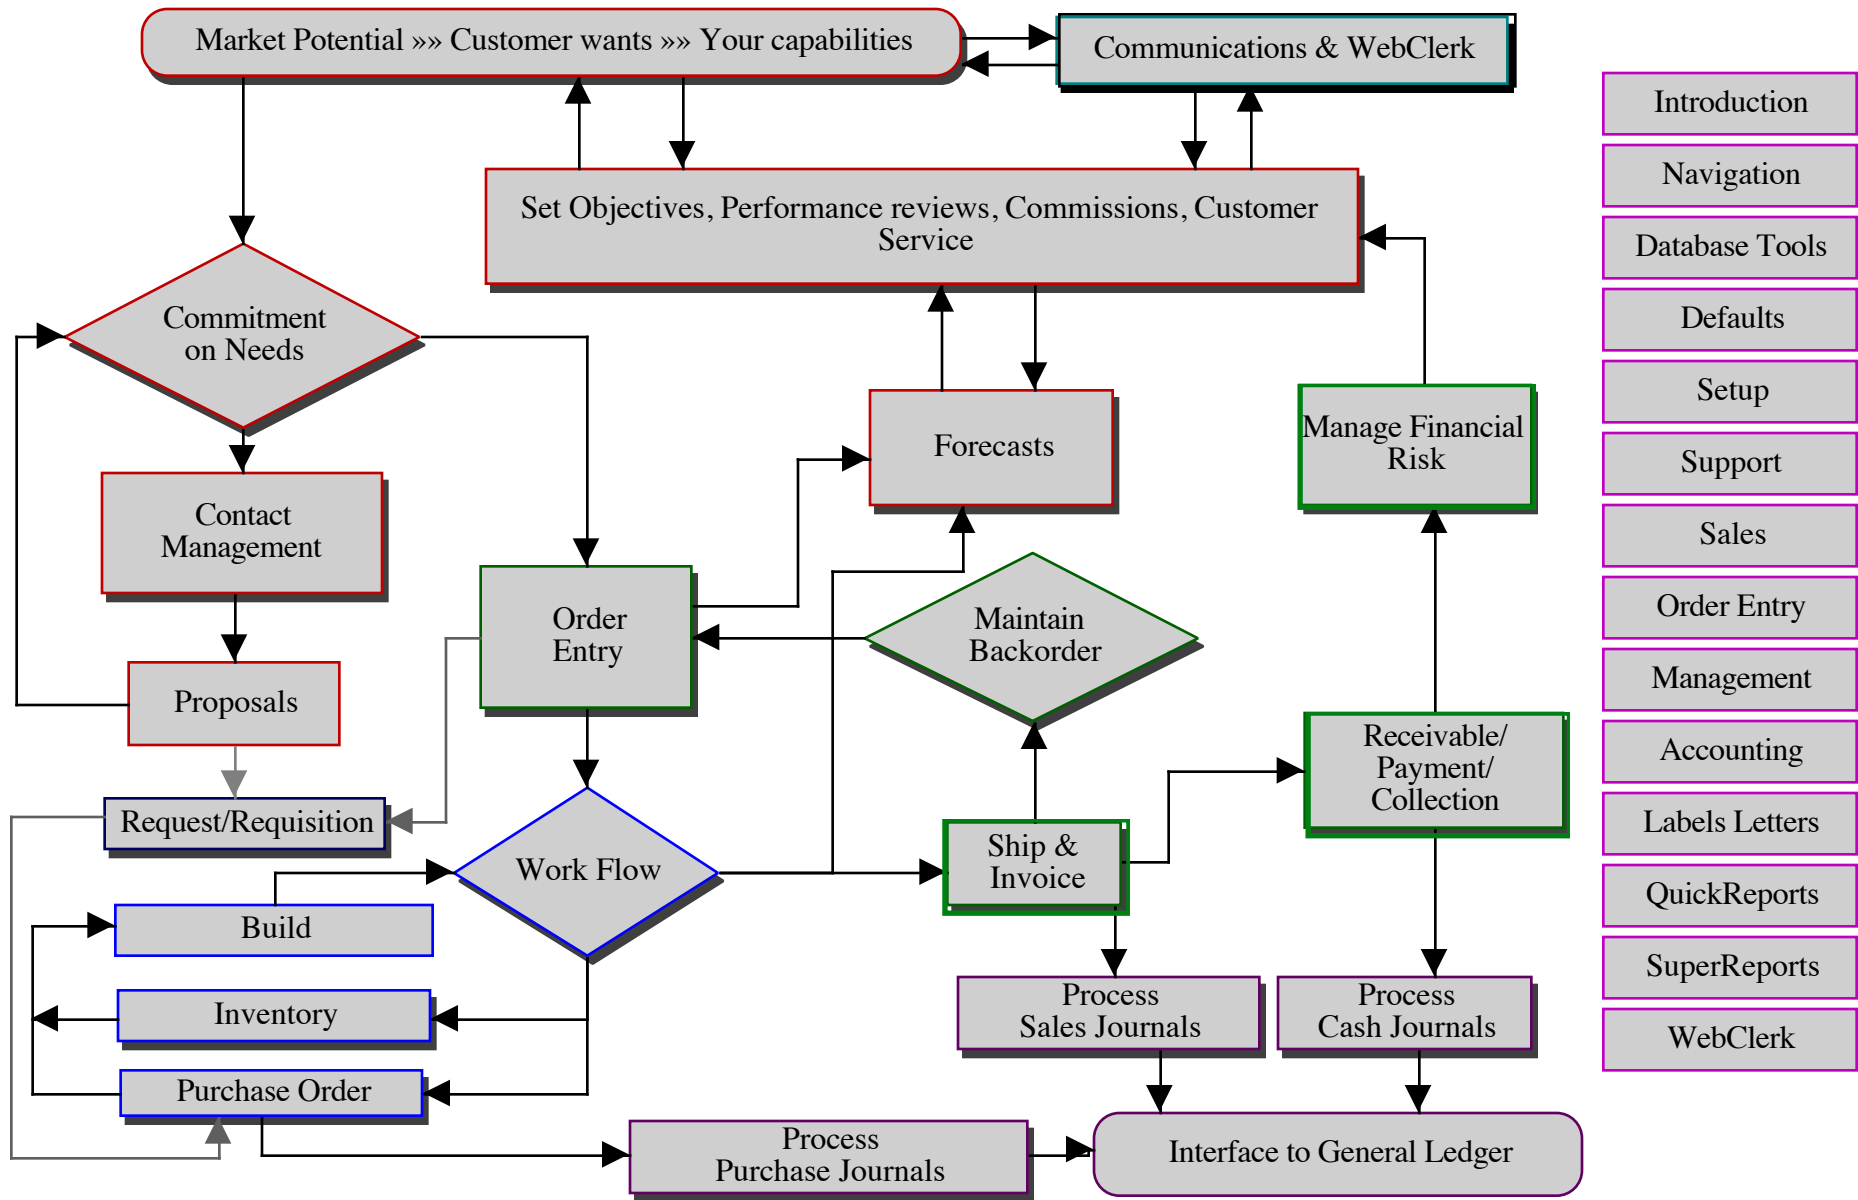 Market Potential »» Customer wants »» Your capabilities
Communications & WebClerk
Set Objectives, Performance reviews, Commissions, Customer
Service
Commitment
on Needs
Forecasts
Manage Financial
Risk
Contact
Management
Order
Entry
Maintain
Backorder
Proposals
Receivable/
Payment/
Collection
Request/Requisition
Work Flow
Ship &
Invoice
Build
Inventory
Process
Sales Journals
Process
Cash Journals
Purchase Order
Process
Purchase Journals
Interface to General Ledger
Introduction
Navigation
Database Tools
Defaults
Setup
Support
Sales
Order Entry
Management
Accounting
Labels Letters
QuickReports
SuperReports
WebClerk